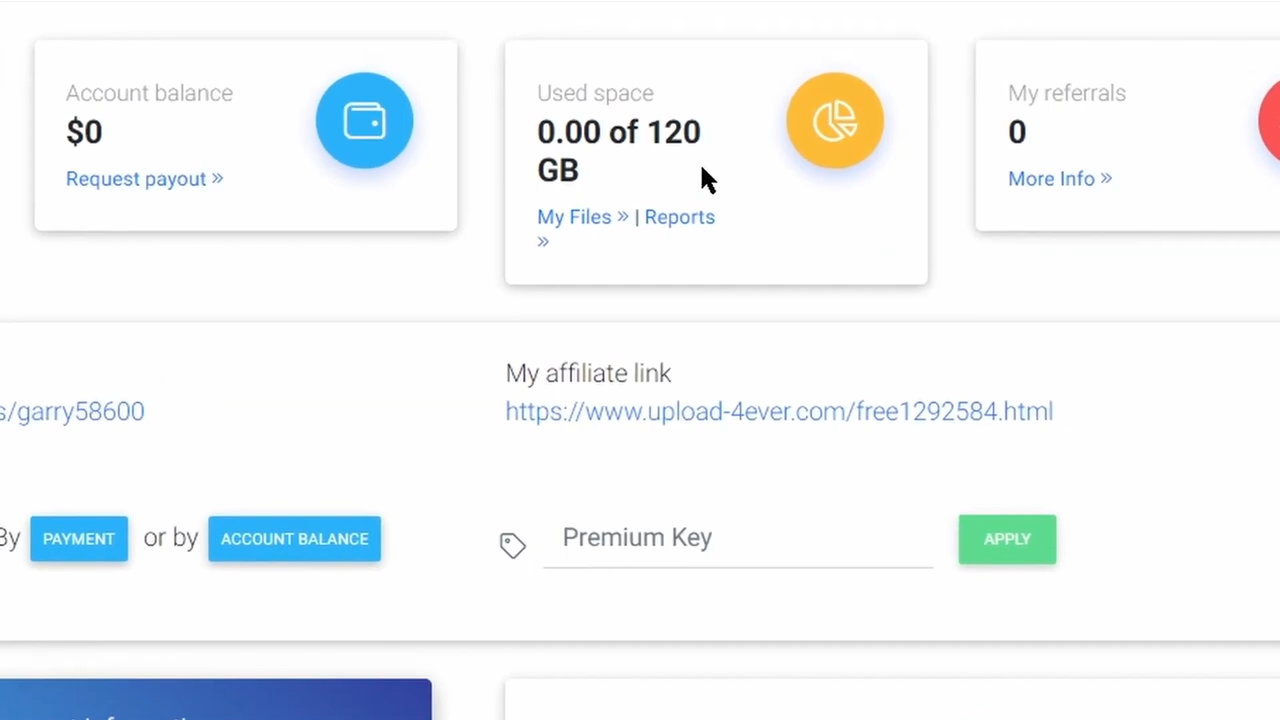 Account balance
$0
Request payout »
Used space
0.00 of 120
GB
My Files » | Reports
»
My referrals
0
More Info »
s/garry58600
My affiliate link
https://www.upload-4ever.com/free1292584.html
By PAYMENT or by ACCOUNT BALANCE
Premium Key
APPLY